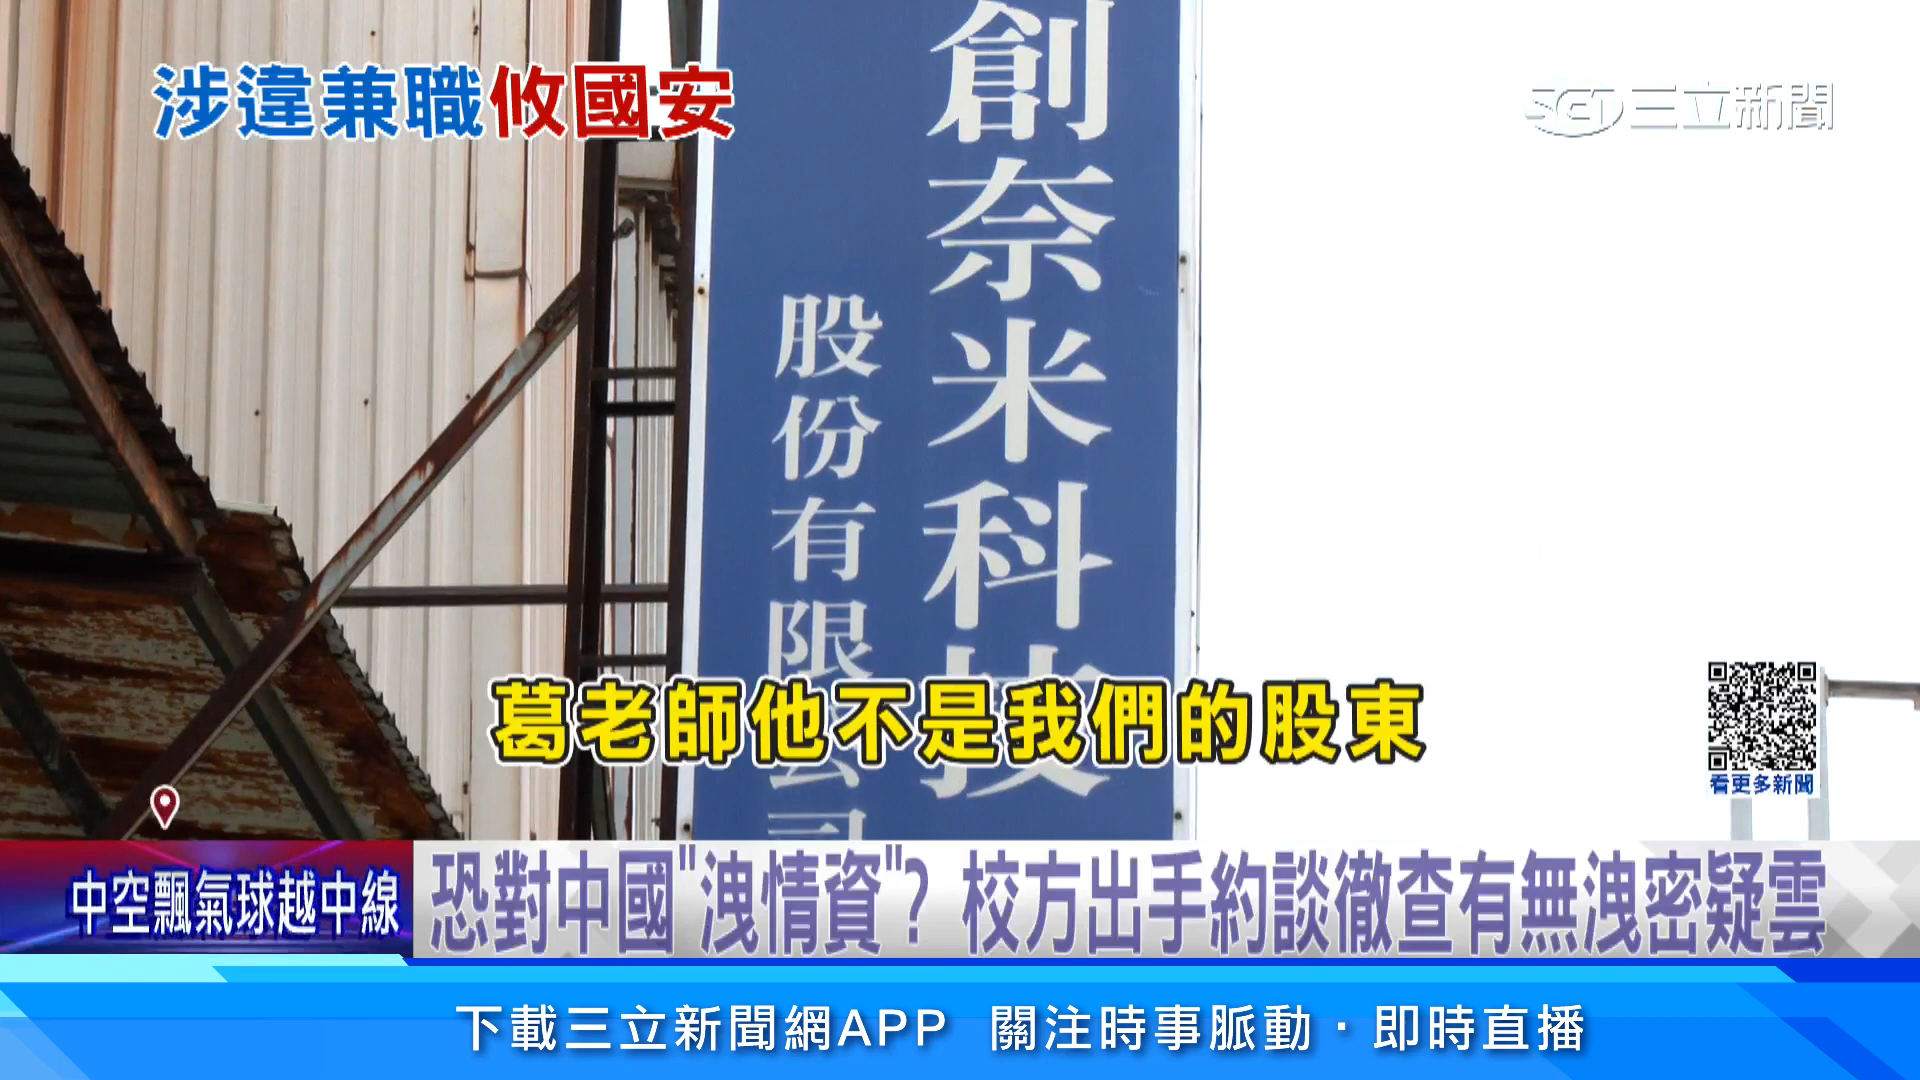 涉違兼職攸國安
SET三立新聞
創奈米科技
股份有限公司
葛老師他不是我們的股東
看更多新聞
中空飄氣球越中線
恐對中國"洩情資"? 校方出手約談徹查有無洩密疑雲
下載三立新聞網APP 關注時事脈動·即時直播